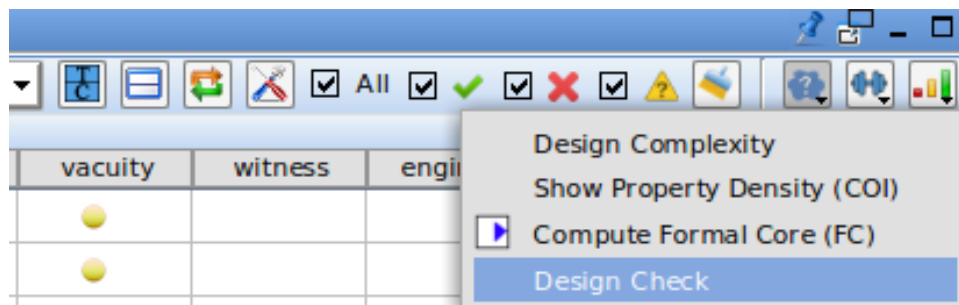 T
C
All
vacuity witness
Design Complexity
Show Property Density (COI)
Compute Formal Core (FC)
Design Check